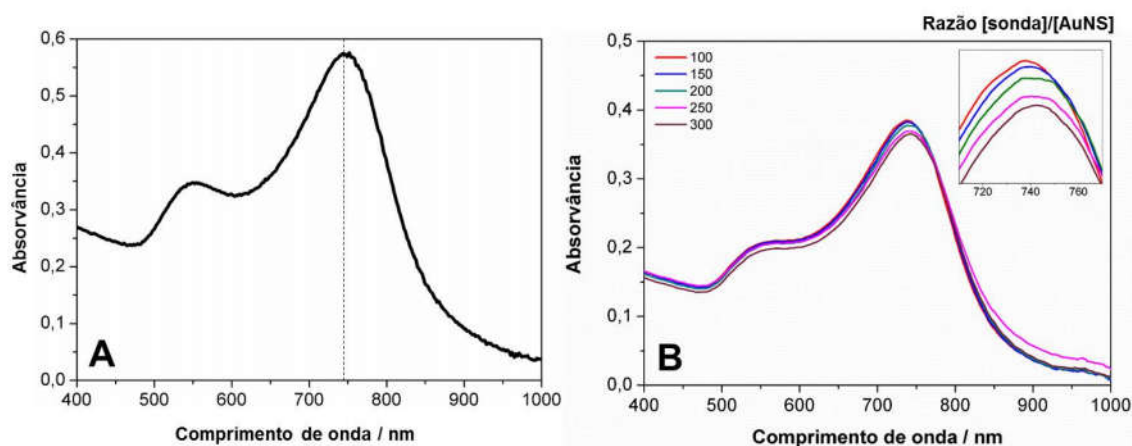 0,6
0,5
0,4
0,3
0,2
0,1
0,0
Absorvância
A
400 500 600 700 800 900 1000
Comprimento de onda / nm
Razão [sonda]/[AuNS]
0,5
0,4
0,3
0,2
0,1
0,0
Absorvância
100
150
200
250
300
720 740 760
B
400 500 600 700 800 900 1000
Comprimento de onda / nm